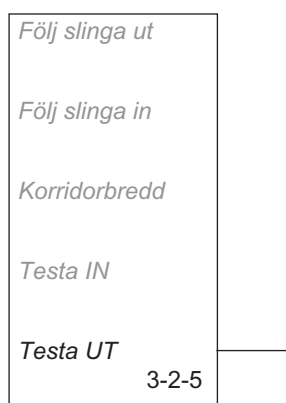 Följ slinga ut
Följ slinga in
Korridorbredd
Testa IN
Testa UT
3-2-5